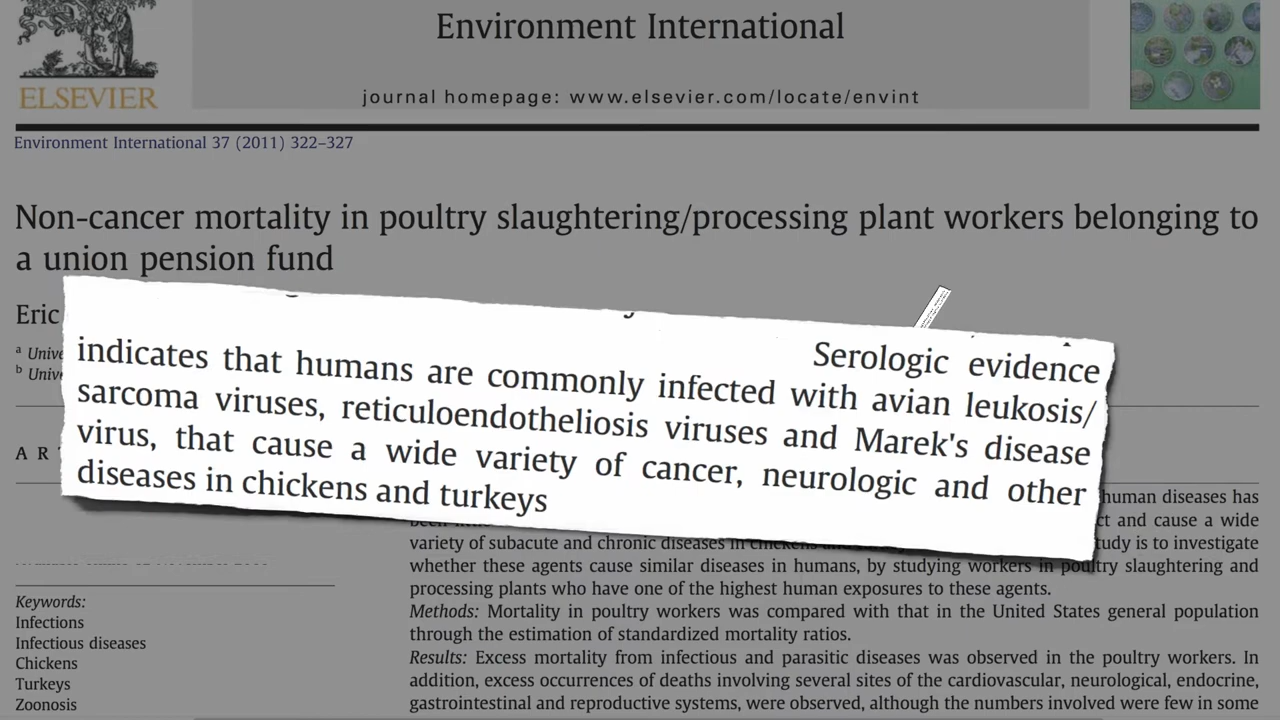 Environment International
ELSEVIER
journal homepage: www.elsevier.com/locate/envint
Environment International 37 (2011) 322–327
Non-cancer mortality in poultry slaughtering/processing plant workers belonging to
a union pension fund
Eric
a
b
Serologic evidence
indicates that humans are commonly infected with avian leukosis/
sarcoma viruses, reticuloendotheliosis viruses and Marek's disease
virus, that cause a wide variety of cancer, neurologic and other
diseases in chickens and turkeys
human diseases has
and cause a wide
variety of subacute and chronic diseases in
is to investigate
whether these agents cause similar diseases in humans, by studying workers in poultry slaughtering and
processing plants who have one of the highest human exposures to these agents.
Keywords:
Infections
Infectious diseases
Chickens
Turkeys
Zoonosis
Methods: Mortality in poultry workers was compared with that in the United States general population
through the estimation of standardized mortality ratios.
Results: Excess mortality from infectious and parasitic diseases was observed in the poultry workers. In
addition, excess occurrences of deaths involving several sites of the cardiovascular, neurological, endocrine,
gastrointestinal and reproductive systems, were observed, although the numbers involved were few in some